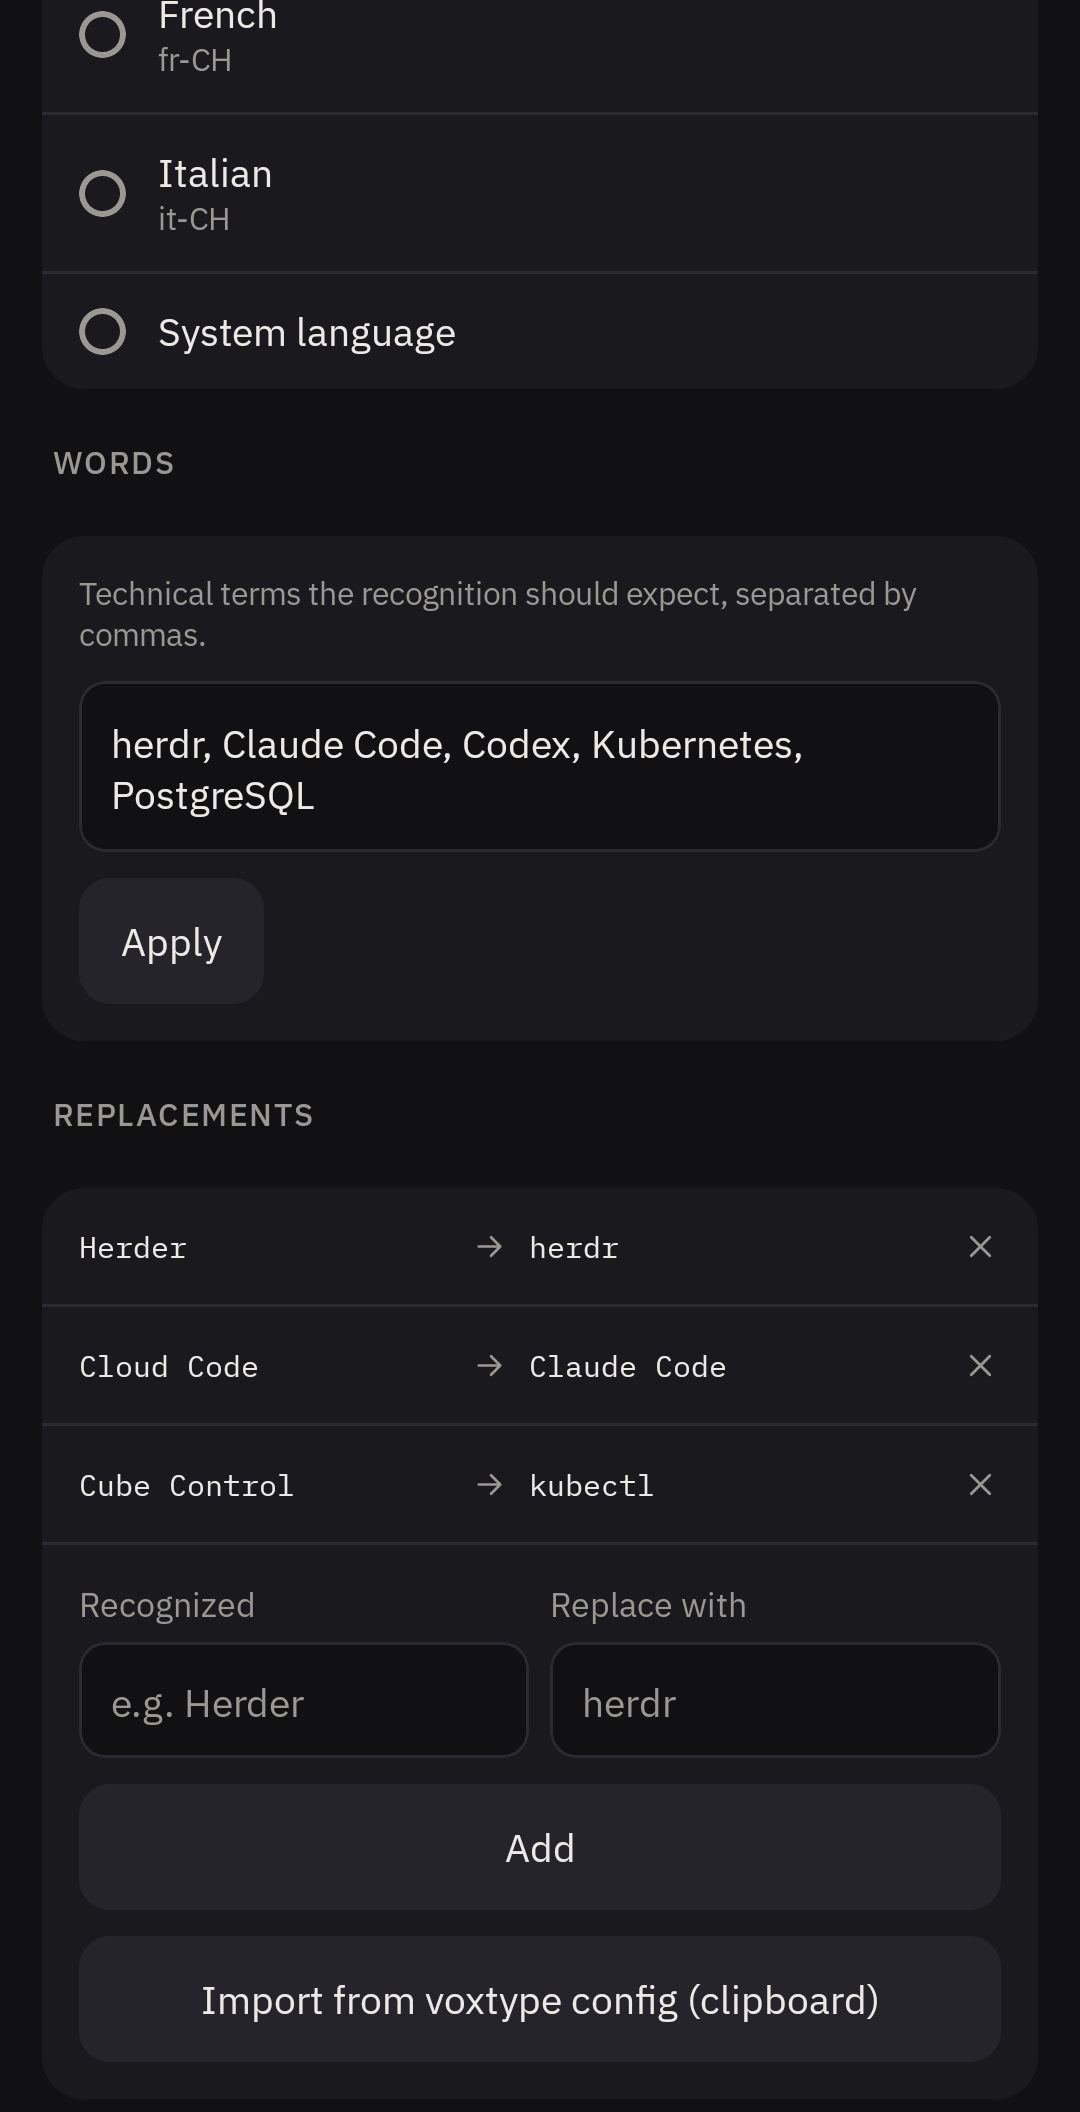 French
fr-CH
Italian
it-CH
System language
WORDS
Technical terms the recognition should expect, separated by
commas.
herdr, Claude Code, Codex, Kubernetes,
PostgreSQL
Apply
REPLACEMENTS
Herder → herdr ×
Cloud Code → Claude Code ×
Cube Control → kubectl ×
Recognized Replace with
e.g. Herder herdr
Add
Import from voxtype config (clipboard)